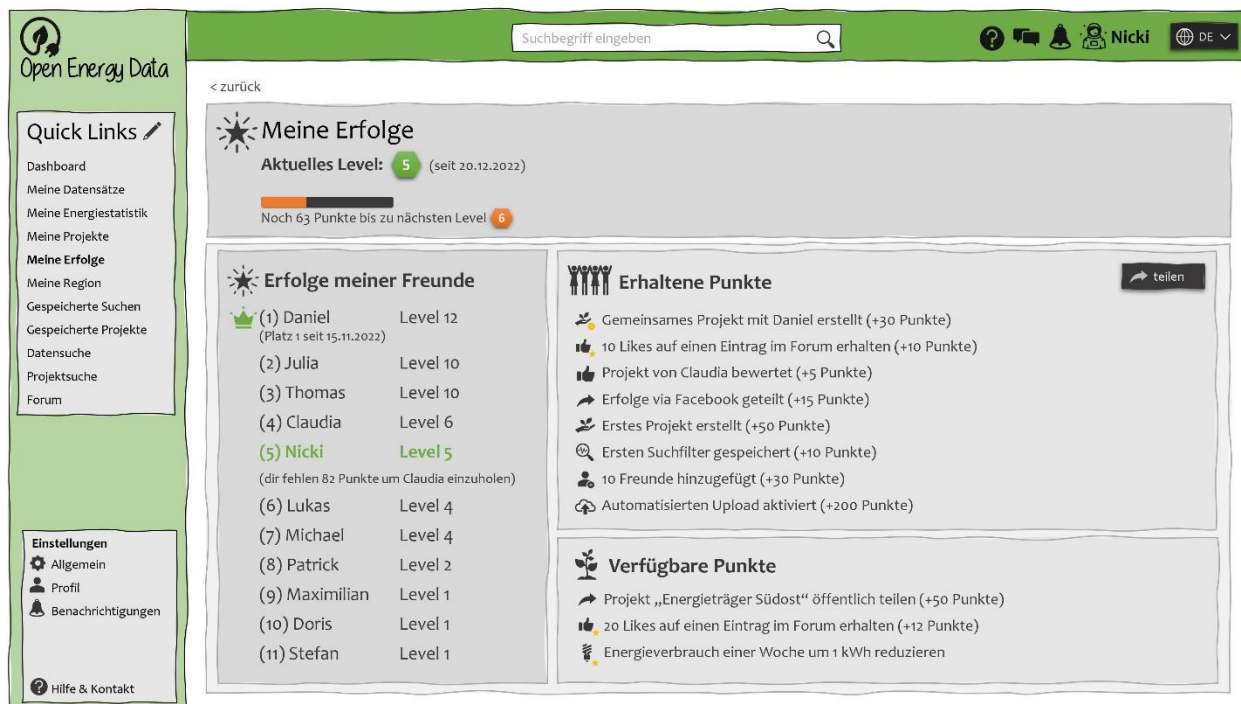 Open Energy Data
Suchbegriff eingeben
Nicki
DE
Quick Links
Dashboard
Meine Datensätze
Meine Energiestatistik
Meine Projekte
Meine Erfolge
Meine Region
Gespeicherte Suchen
Gespeicherte Projekte
Datensuche
Projektsuche
Forum
Einstellungen
Allgemein
Profil
Benachrichtigungen
Hilfe & Kontakt
< zurück
Meine Erfolge
Aktuelles Level: 5 (seit 20.12.2022)
Noch 63 Punkte bis zu nächsten Level 6
Erfolge meiner Freunde
(1) Daniel Level 12
(Platz 1 seit 15.11.2022)
(2) Julia Level 10
(3) Thomas Level 10
(4) Claudia Level 6
(5) Nicki Level 5
(dir fehlen 82 Punkte um Claudia einzuholen)
(6) Lukas Level 4
(7) Michael Level 4
(8) Patrick Level 2
(9) Maximilian Level 1
(10) Doris Level 1
(11) Stefan Level 1
Erhaltene Punkte
teilen
Gemeinsames Projekt mit Daniel erstellt (+30 Punkte)
10 Likes auf einen Eintrag im Forum erhalten (+10 Punkte)
Projekt von Claudia bewertet (+5 Punkte)
Erfolge via Facebook geteilt (+15 Punkte)
Erstes Projekt erstellt (+50 Punkte)
Ersten Suchfilter gespeichert (+10 Punkte)
10 Freunde hinzugefügt (+30 Punkte)
Automatisierten Upload aktiviert (+200 Punkte)
Verfügbare Punkte
Projekt „Energieträger Südost“ öffentlich teilen (+50 Punkte)
20 Likes auf einen Eintrag im Forum erhalten (+12 Punkte)
Energieverbrauch einer Woche um 1 kWh reduzieren